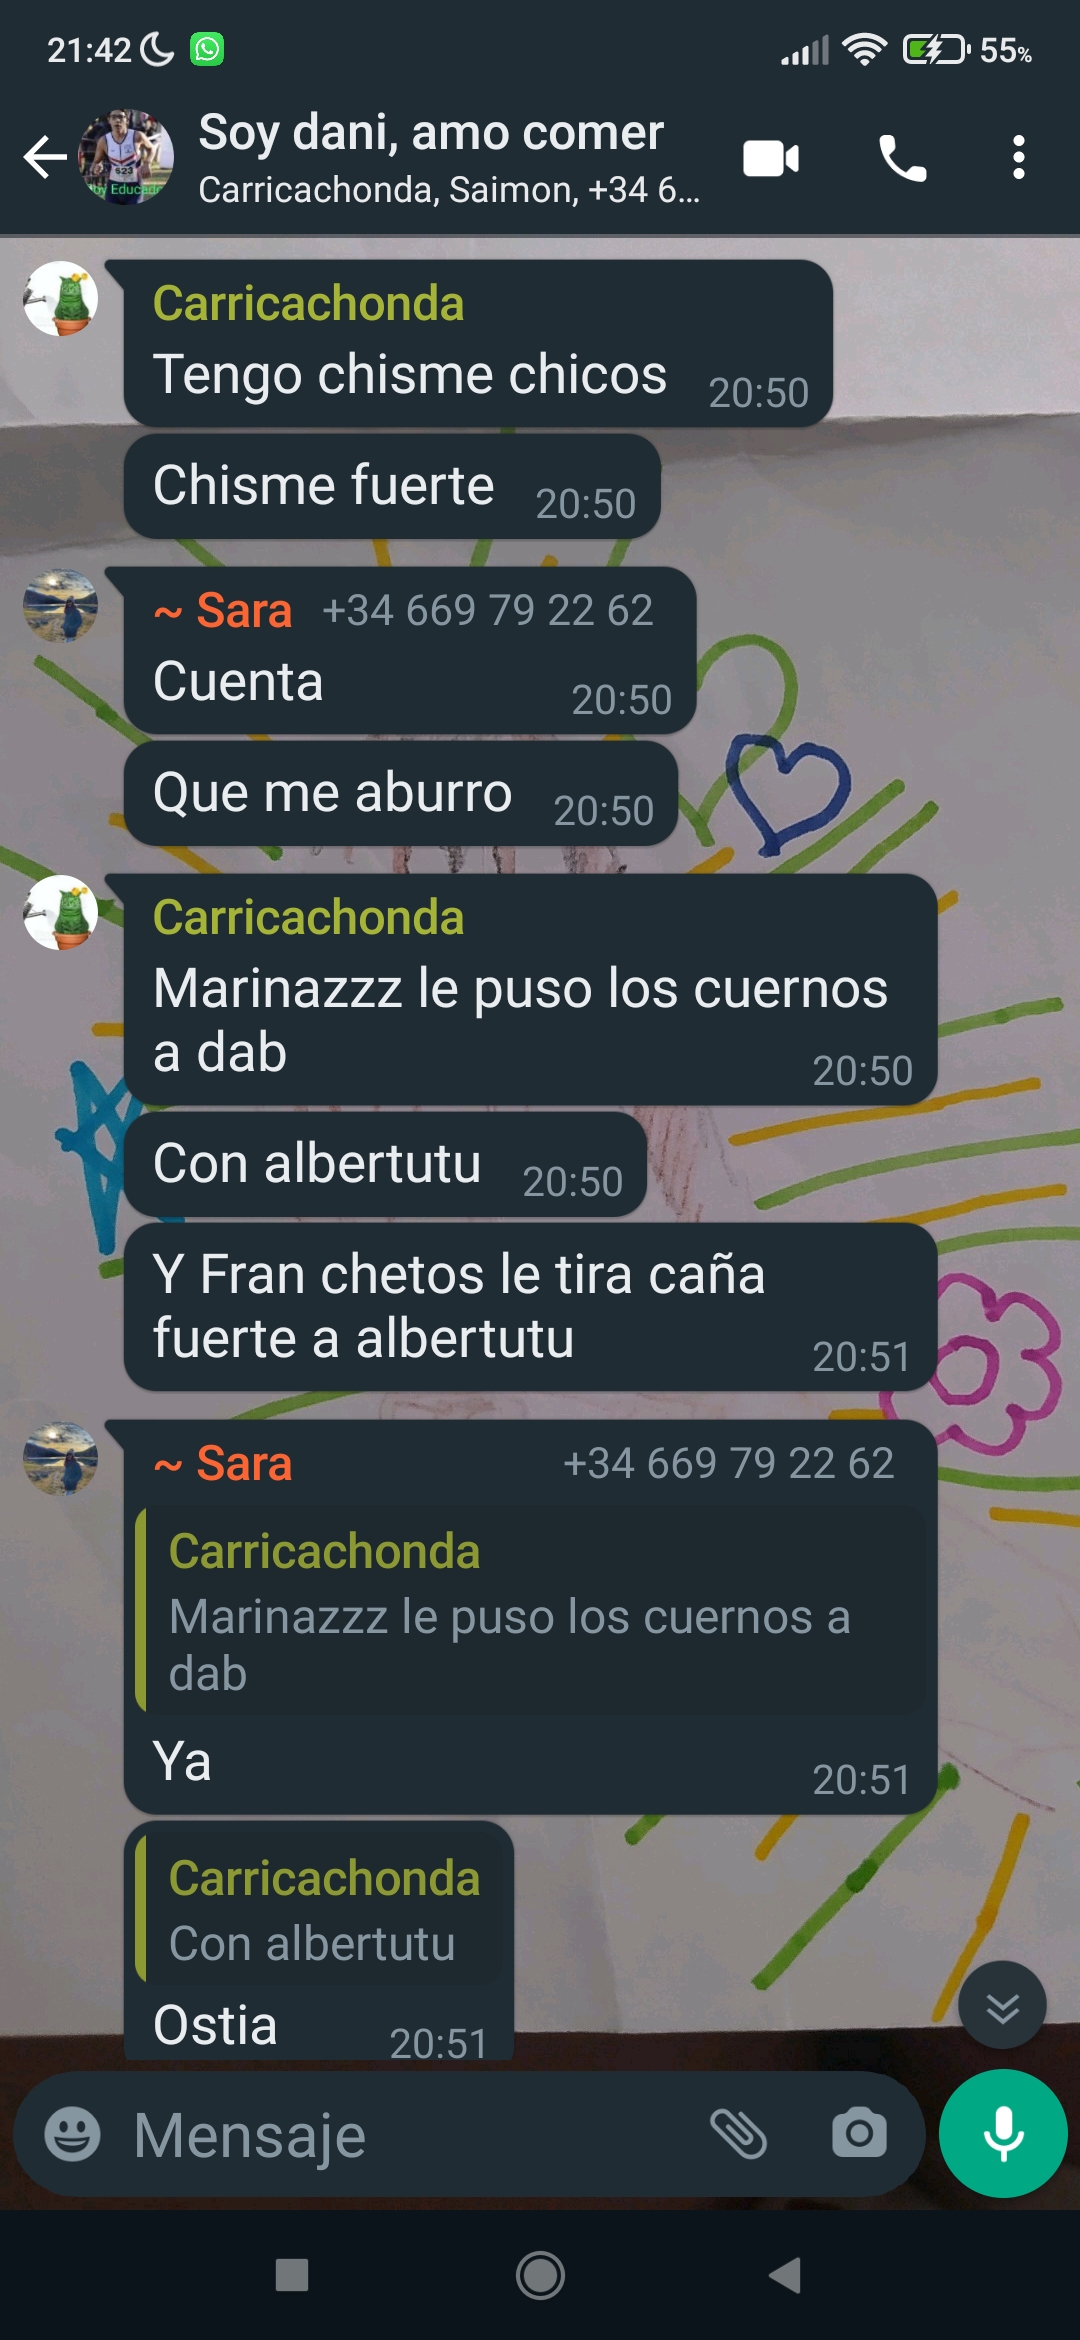 21:42
55%
Soy dani, amo comer
Carricachonda, Saimon, +34 6...
Carricachonda
Tengo chisme chicos 20:50
Chisme fuerte 20:50
~ Sara +34 669 79 22 62
Cuenta 20:50
Que me aburro 20:50
Carricachonda
Marinazzz le puso los cuernos
a dab 20:50
Con albertutu 20:50
Y Fran chetos le tira caña
fuerte a albertutu 20:51
~ Sara +34 669 79 22 62
Carricachonda
Marinazzz le puso los cuernos a
dab
Ya 20:51
Carricachonda
Con albertutu
Ostia 20:51
Mensaje